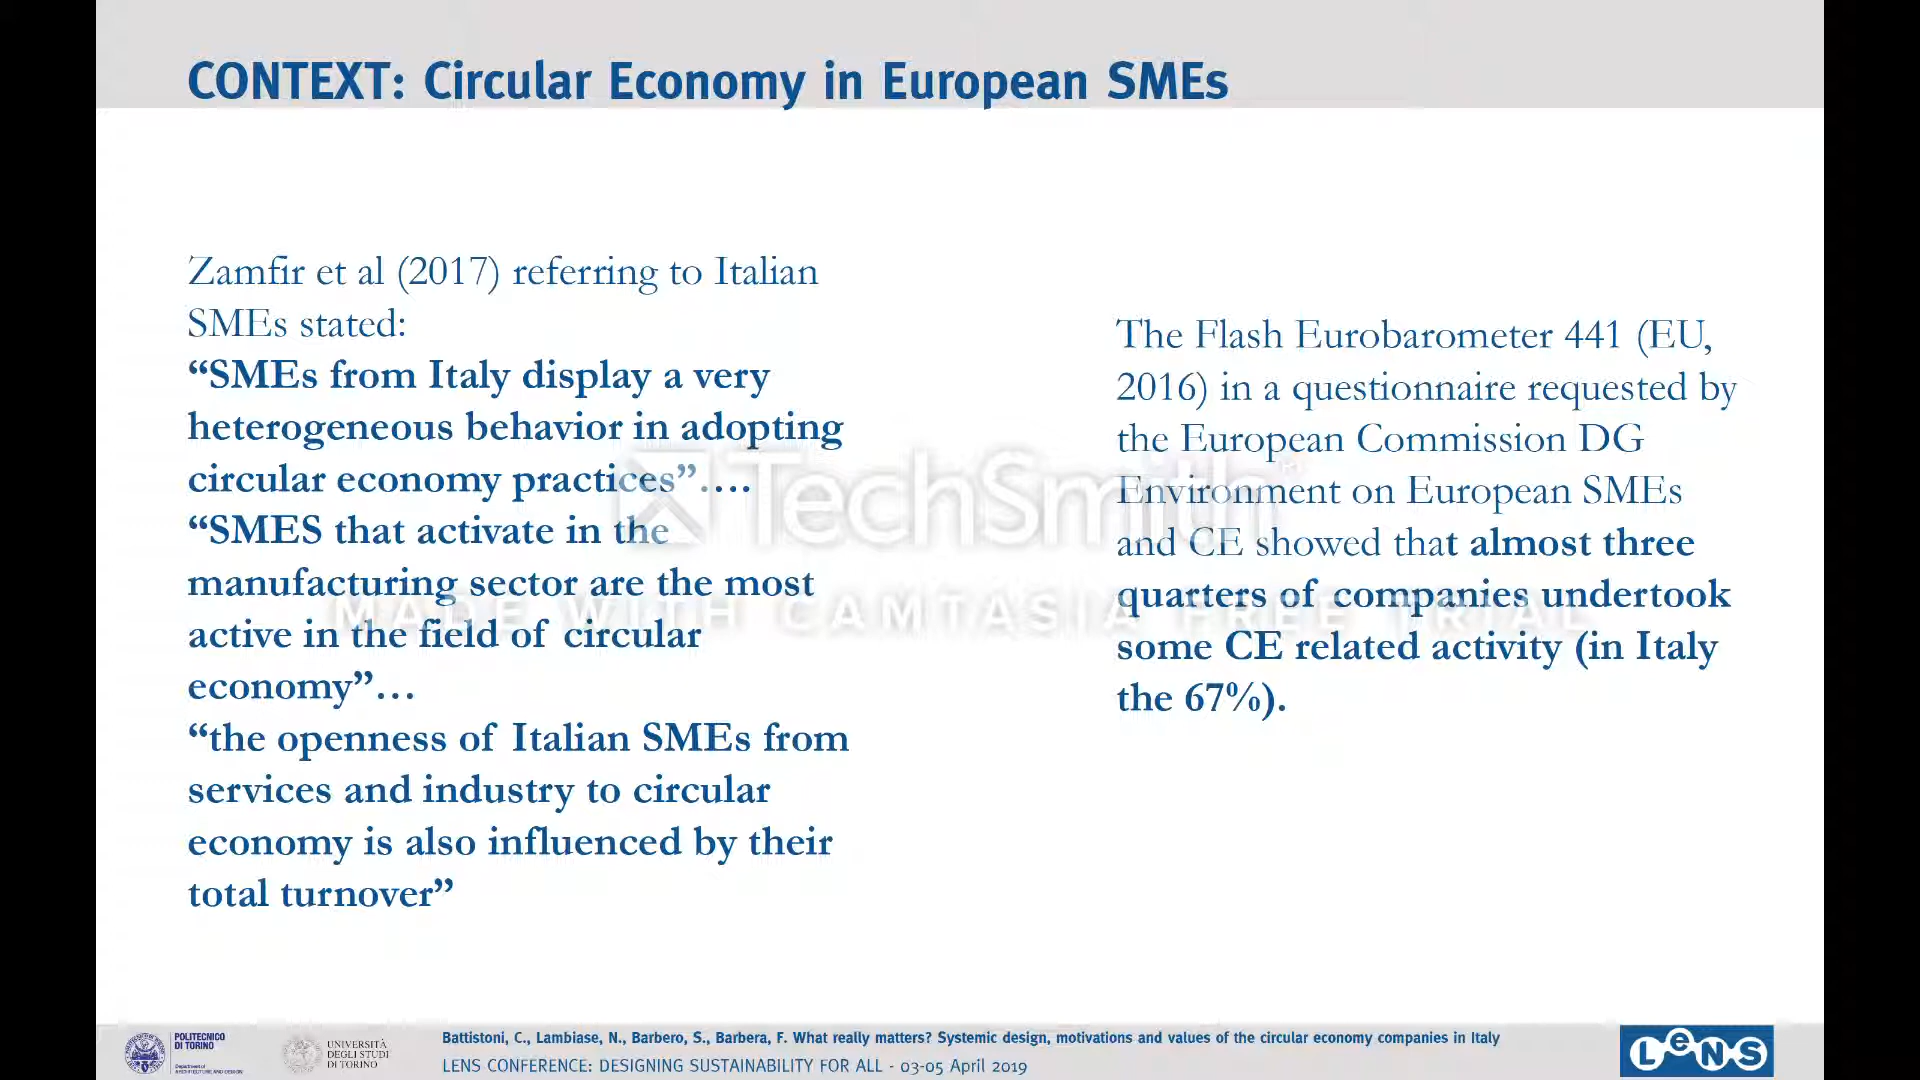 CONTEXT: Circular Economy in European SMEs
Zamfir et al (2017) referring to Italian
SMEs stated:
“SMEs from Italy display a very
heterogeneous behavior in adopting
circular economy practices”….
“SMES that activate in the
manufacturing sector are the most
active in the field of circular
economy”…
“the openness of Italian SMEs from
services and industry to circular
economy is also influenced by their
total turnover”
The Flash Eurobarometer 441 (EU,
2016) in a questionnaire requested by
the European Commission DG
Environment on European SMEs
and CE showed that almost three
quarters of companies undertook
some CE related activity (in Italy
the 67%).
TechSmith
MADE WITH CAMTASIA FREE TRIAL
POLITECNICO
DI TORINO
Department of
ARCHITECTURE AND DESIGN
UNIVERSITÀ
DEGLI STUDI
DI TORINO
Battistoni, C., Lambiase, N., Barbero, S., Barbera, F. What really matters? Systemic design, motivations and values of the circular economy companies in Italy
LENS CONFERENCE: DESIGNING SUSTAINABILITY FOR ALL - 03-05 April 2019
LeNS